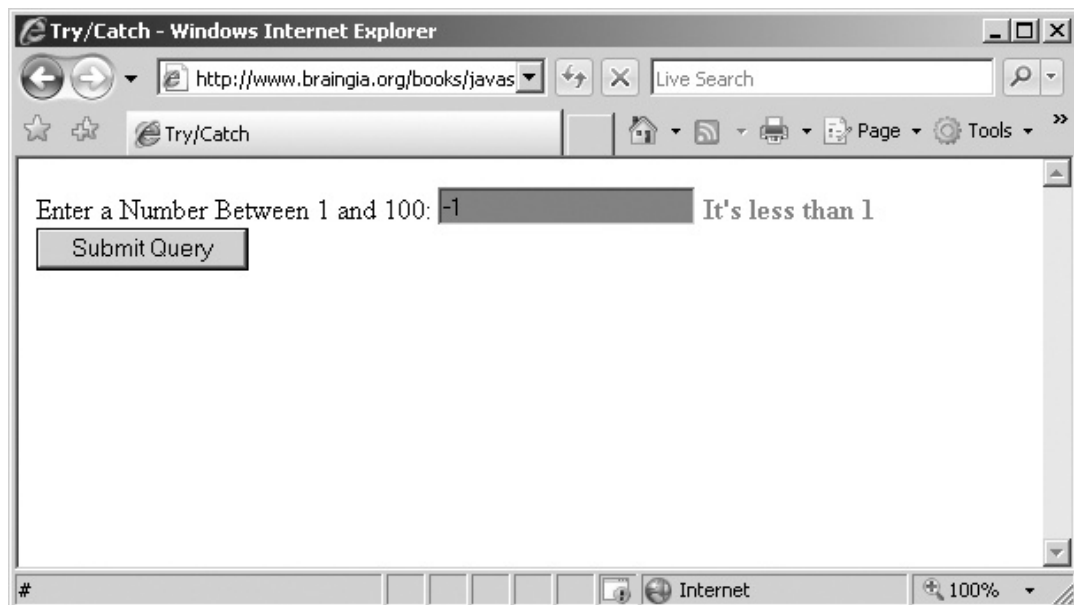 Try/Catch - Windows Internet Explorer
http://www.braingia.org/books/javas
Live Search
Try/Catch
Page
Tools
»
Enter a Number Between 1 and 100: -1 It's less than 1
Submit Query
#
Internet
100%